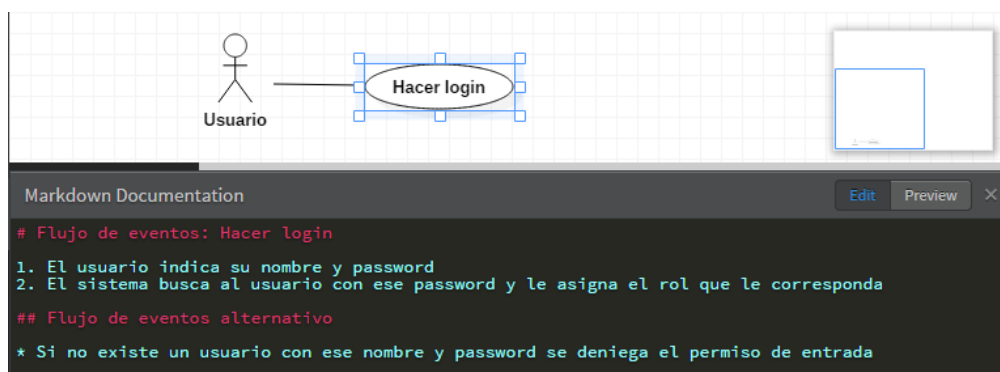 Hacer login
Usuario
Markdown Documentation
Edit
Preview
# Flujo de eventos: Hacer login
1. El usuario indica su nombre y password
2. El sistema busca al usuario con ese password y le asigna el rol que le corresponda
## Flujo de eventos alternativo
* Si no existe un usuario con ese nombre y password se deniega el permiso de entrada